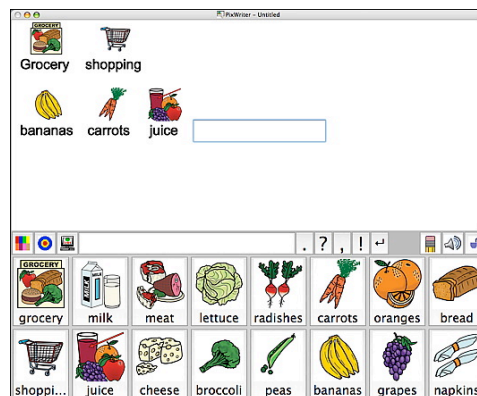 PixWriter - Untitled
GROCERY
Grocery shopping
bananas carrots juice
. ? , ! ↵
GROCERY
grocery milk meat lettuce radishes carrots oranges bread
shoppi... juice cheese broccoli peas bananas grapes napkins